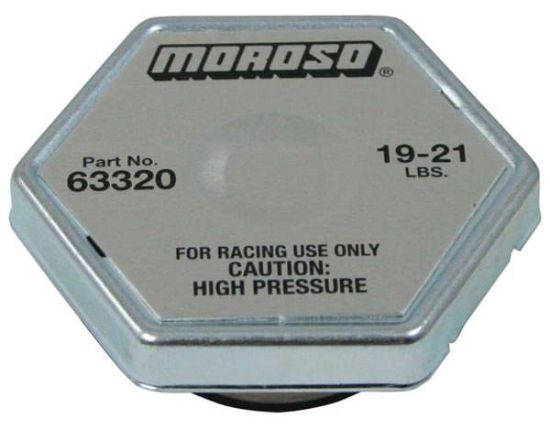 MOROSO®
Part No.
63320
19-21
LBS.
FOR RACING USE ONLY
CAUTION:
HIGH PRESSURE